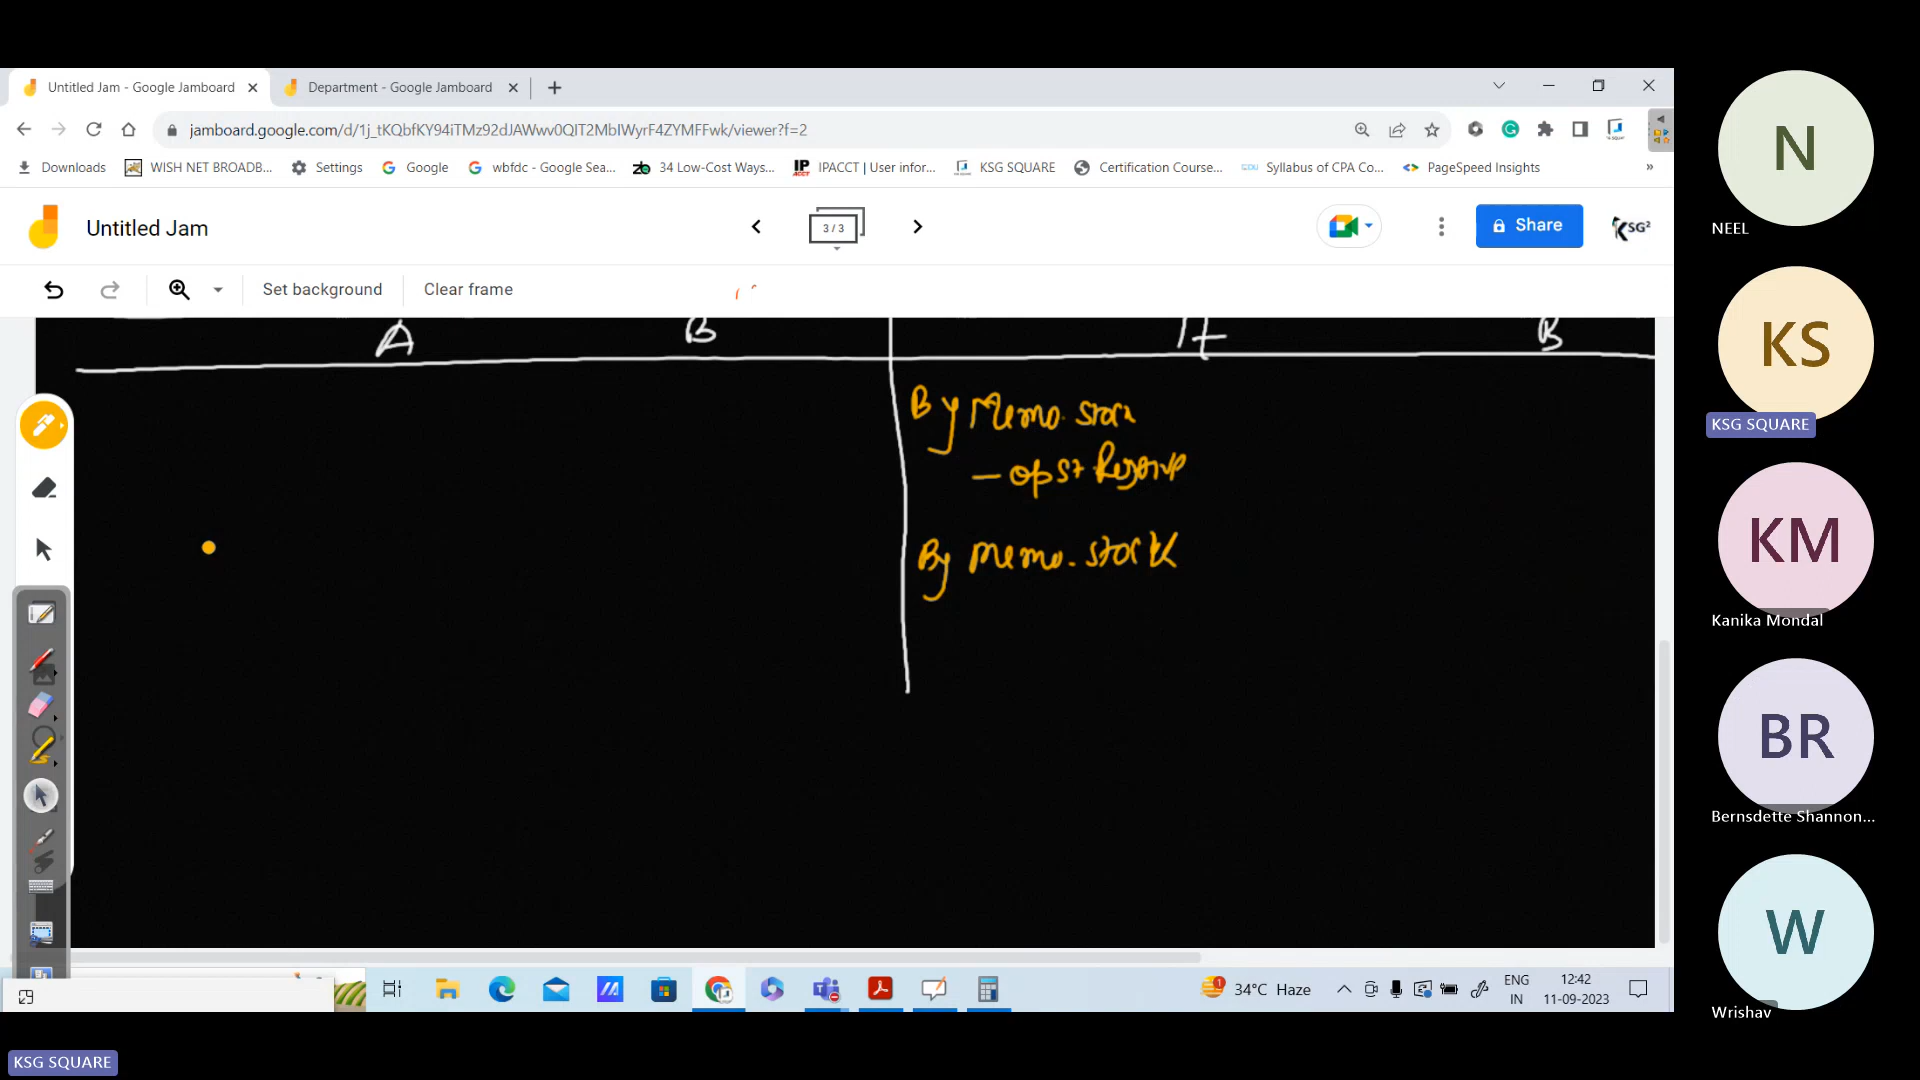 Untitled Jam - Google Jamboard
Department - Google Jamboard
jamboard.google.com/d/1j_tKQbfKY94iTMz92dJAWwv0QIT2MbIWyrF4ZYMFFwk/viewer?f=2
Downloads
WISH NET BROADB...
Settings
Google
wbfdc - Google Sea...
34 Low-Cost Ways...
IPACCT | User infor...
KSG SQUARE
Certification Course...
Syllabus of CPA Co...
PageSpeed Insights
»
Untitled Jam
3 / 3
Share
KSG²
Set background
Clear frame
A B B
By Memo. Stock
By Memo. Stock
34°C Haze
ENG
IN
12:42
11-09-2023
N
NEEL
KS
KSG SQUARE
KM
Kanika Mondal
BR
Bernsdette Shannon...
W
Wrishav
KSG SQUARE